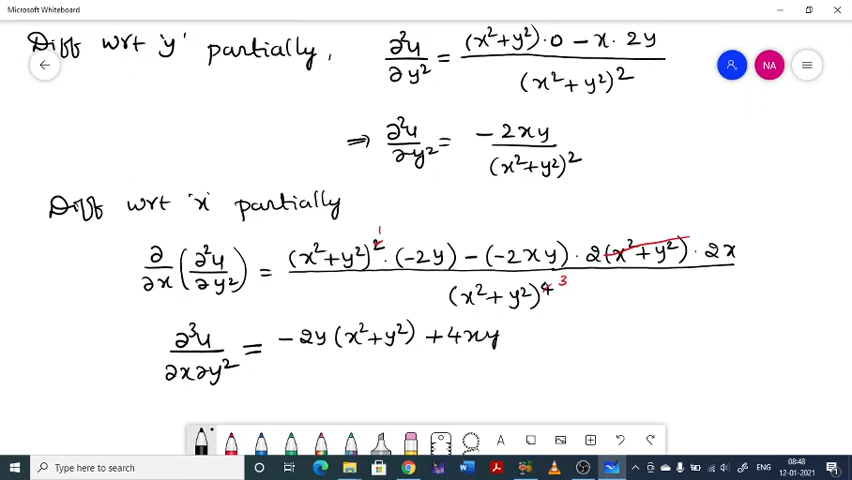 Microsoft Whiteboard
Diff wrt 'y' partially, ∂²u/∂y² = ((x²+y²)·0 − x·2y)/(x²+y²)²
NA
⇒ ∂²u/∂y² = −2xy/(x²+y²)²
Diff wrt 'x' partially
∂/∂x (∂²u/∂y²) = ((x²+y²)²·(−2y) − (−2xy)·2(x²+y²)·2x)/(x²+y²)⁴
1
3
∂³u/∂x∂y² = −2y(x²+y²) + 4xy
Type here to search
ENG
08:48
12-01-2021